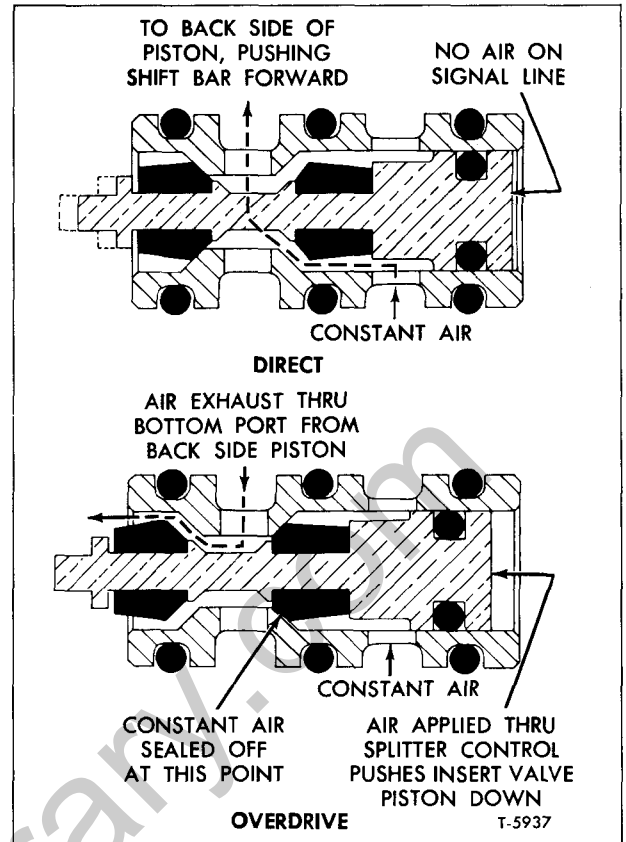 TO BACK SIDE OF
PISTON, PUSHING
SHIFT BAR FORWARD
NO AIR ON
SIGNAL LINE
CONSTANT AIR
DIRECT
AIR EXHAUST THRU
BOTTOM PORT FROM
BACK SIDE PISTON
CONSTANT AIR
CONSTANT AIR
SEALED OFF
AT THIS POINT
AIR APPLIED THRU
SPLITTER CONTROL
PUSHES INSERT VALVE
PISTON DOWN
OVERDRIVE
T-5937
rary.com